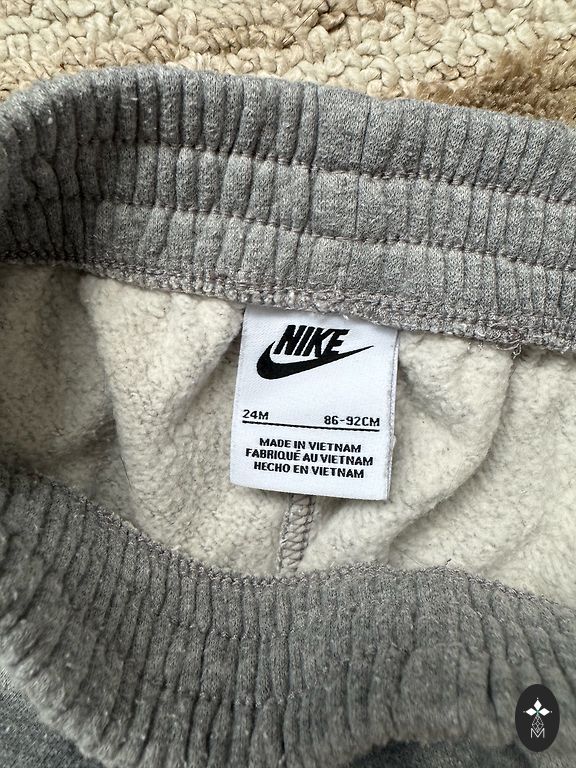 NIKE
24M 86-92CM
MADE IN VIETNAM
FABRIQUÉ AU VIETNAM
HECHO EN VIETNAM
M